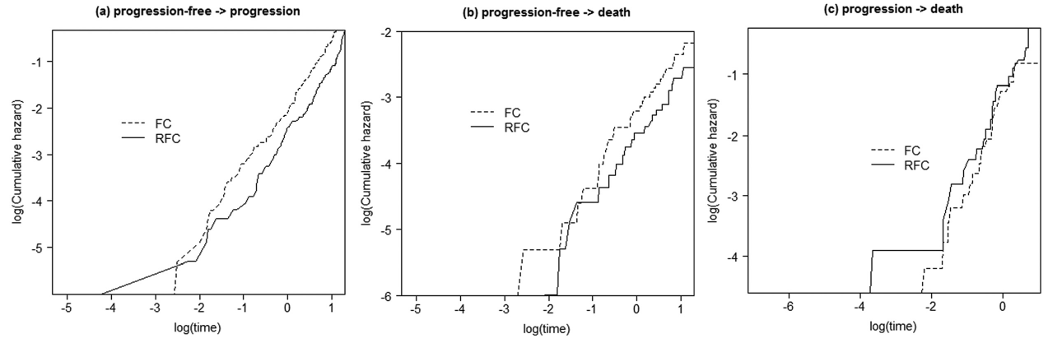 (a) progression-free -> progression
log(Cumulative hazard)
-1
-2
-3
-4
-5
FC
RFC
-5 -4 -3 -2 -1 0 1
log(time)
(b) progression-free -> death
log(Cumulative hazard)
-2
-3
-4
-5
-6
FC
RFC
-5 -4 -3 -2 -1 0 1
log(time)
(c) progression -> death
log(Cumulative hazard)
-1
-2
-3
-4
FC
RFC
-6 -4 -2 0
log(time)